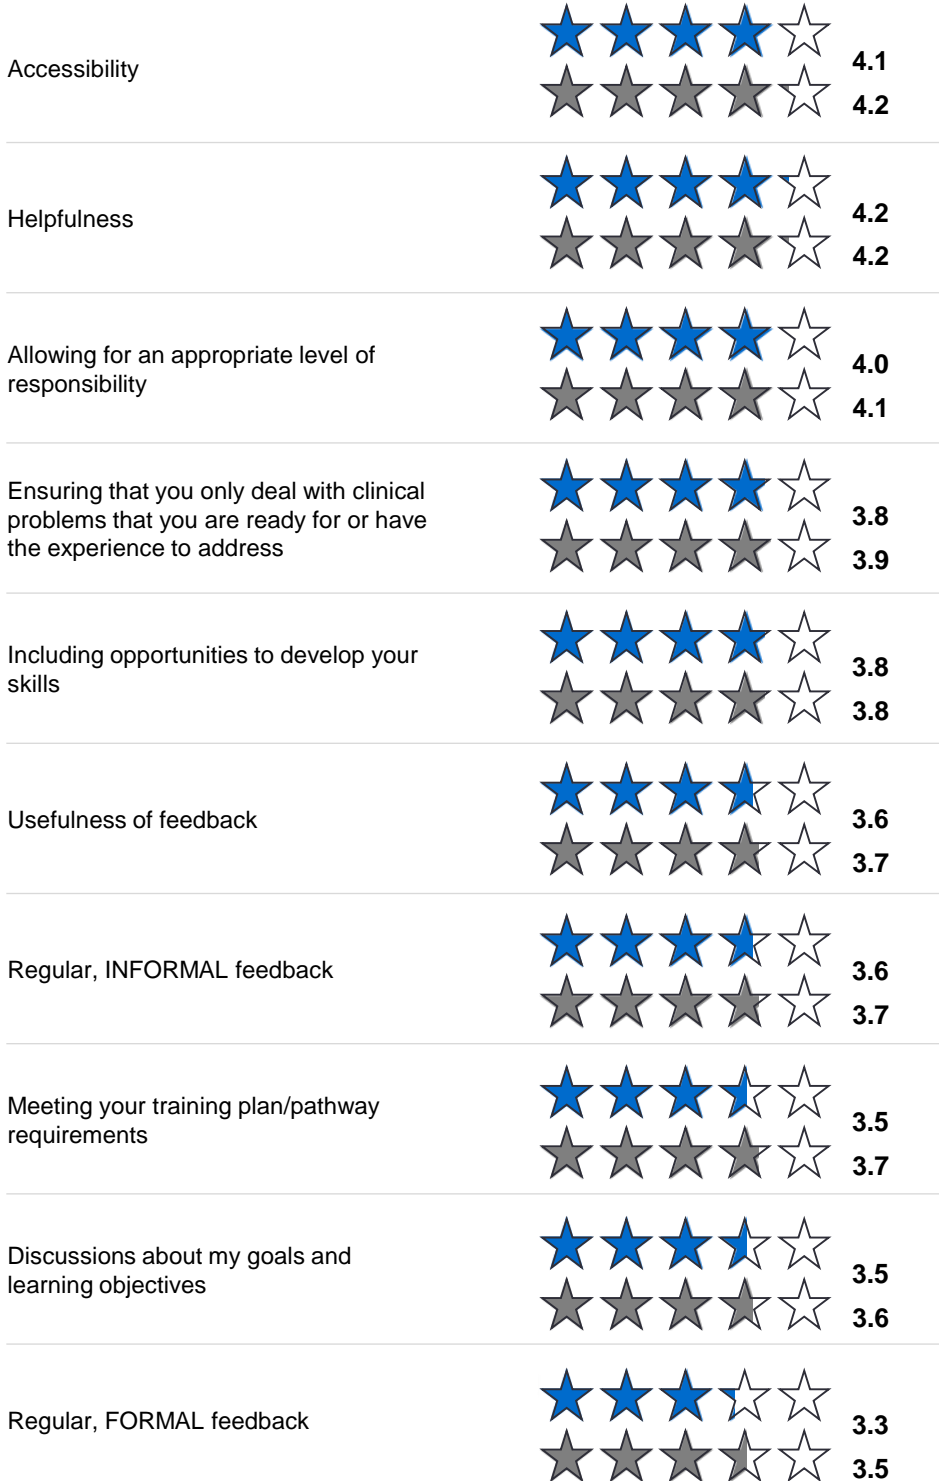 Accessibility
4.1
4.2
Helpfulness
4.2
4.2
Allowing for an appropriate level of
responsibility
4.0
4.1
Ensuring that you only deal with clinical
problems that you are ready for or have
the experience to address
3.8
3.9
Including opportunities to develop your
skills
3.8
3.8
Usefulness of feedback
3.6
3.7
Regular, INFORMAL feedback
3.6
3.7
Meeting your training plan/pathway
requirements
3.5
3.7
Discussions about my goals and
learning objectives
3.5
3.6
Regular, FORMAL feedback
3.3
3.5